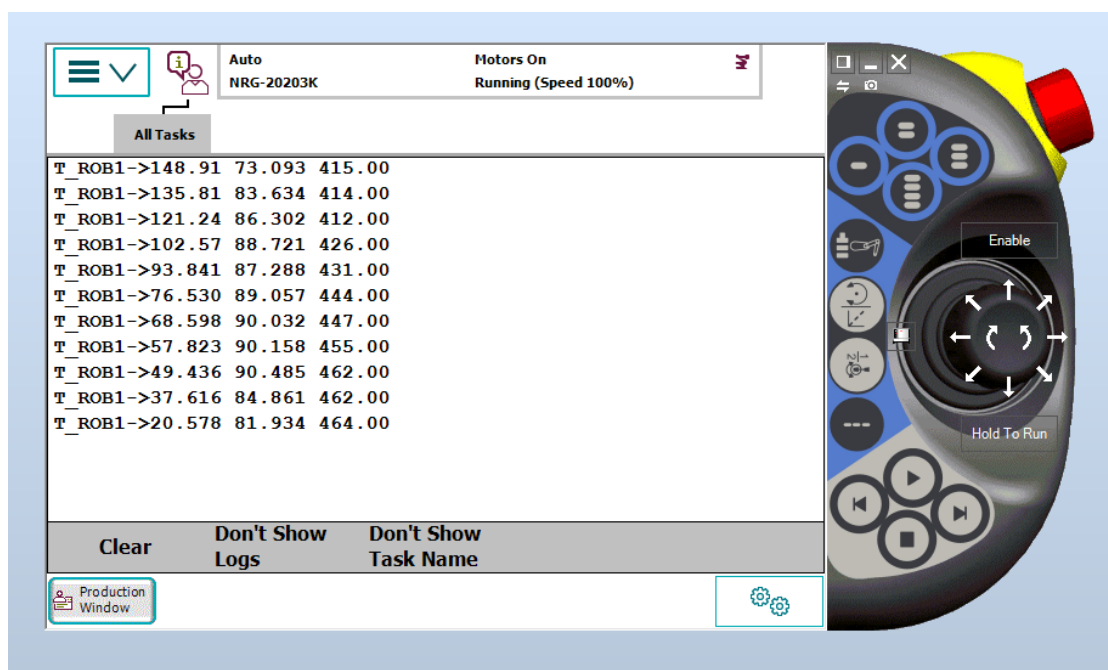 Auto
Motors On
NRG-20203K
Running (Speed 100%)
All Tasks
T_ROB1->148.91 73.093 415.00
T_ROB1->135.81 83.634 414.00
T_ROB1->121.24 86.302 412.00
T_ROB1->102.57 88.721 426.00
T_ROB1->93.841 87.288 431.00
T_ROB1->76.530 89.057 444.00
T_ROB1->68.598 90.032 447.00
T_ROB1->57.823 90.158 455.00
T_ROB1->49.436 90.485 462.00
T_ROB1->37.616 84.861 462.00
T_ROB1->20.578 81.934 464.00
Clear
Don't Show
Logs
Don't Show
Task Name
Production
Window
Enable
Hold To Run